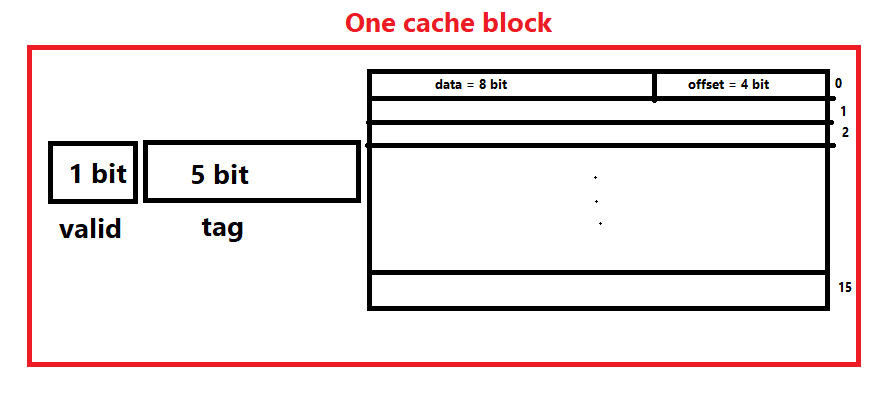 One cache block
data = 8 bit
offset = 4 bit
0
1
2
1 bit
5 bit
valid
tag
15